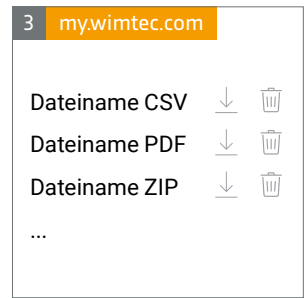 3 my.wimtec.com
Dateiname CSV
Dateiname PDF
Dateiname ZIP
...